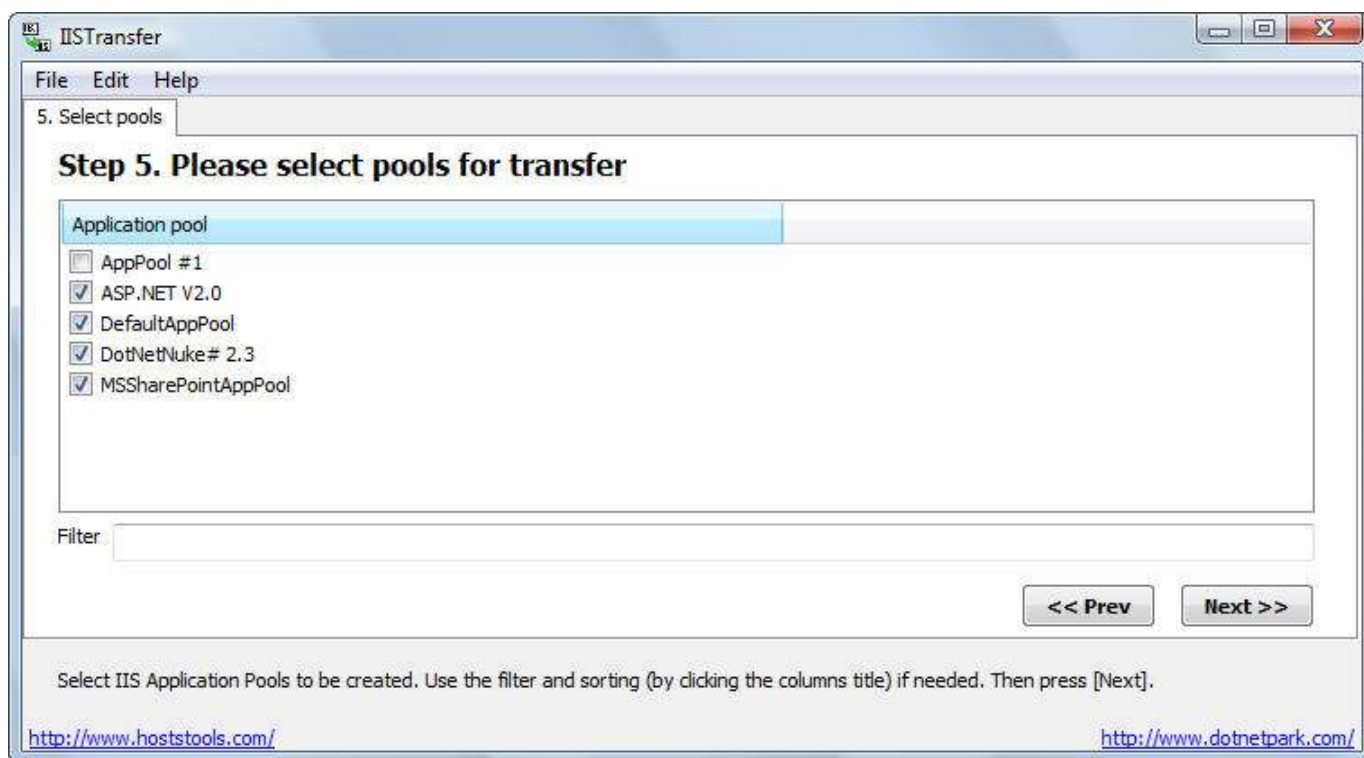 IISTransfer
File Edit Help
5. Select pools
Step 5. Please select pools for transfer
Application pool
AppPool #1
ASP.NET V2.0
DefaultAppPool
DotNetNuke# 2.3
MSSharePointAppPool
Filter
<< Prev Next >>
Select IIS Application Pools to be created. Use the filter and sorting (by clicking the columns title) if needed. Then press [Next].
http://www.hoststools.com/ http://www.dotnetpark.com/